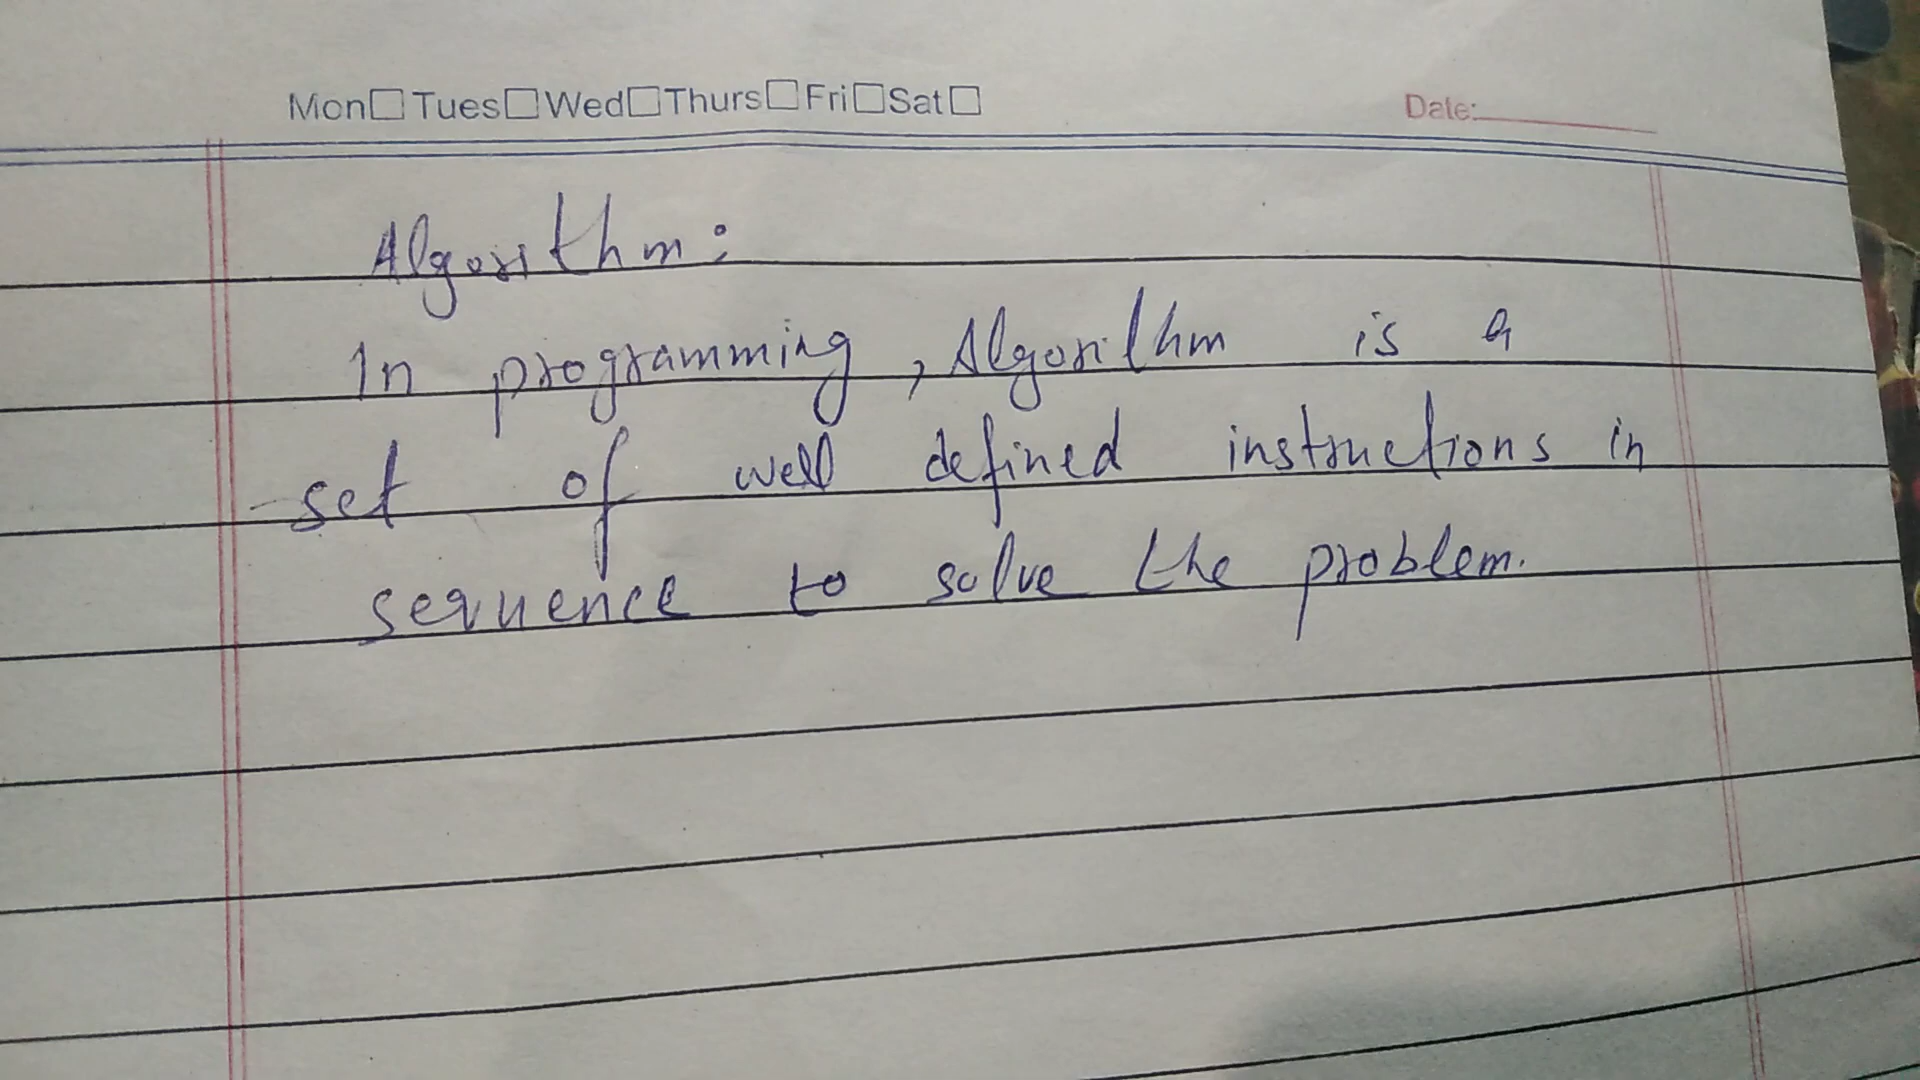 Mon□ Tues□ Wed□ Thurs□ Fri□ Sat□ Date:
Algorithm:
In programming, Algorithm is a
set of well defined instructions in
sequence to solve the problem.